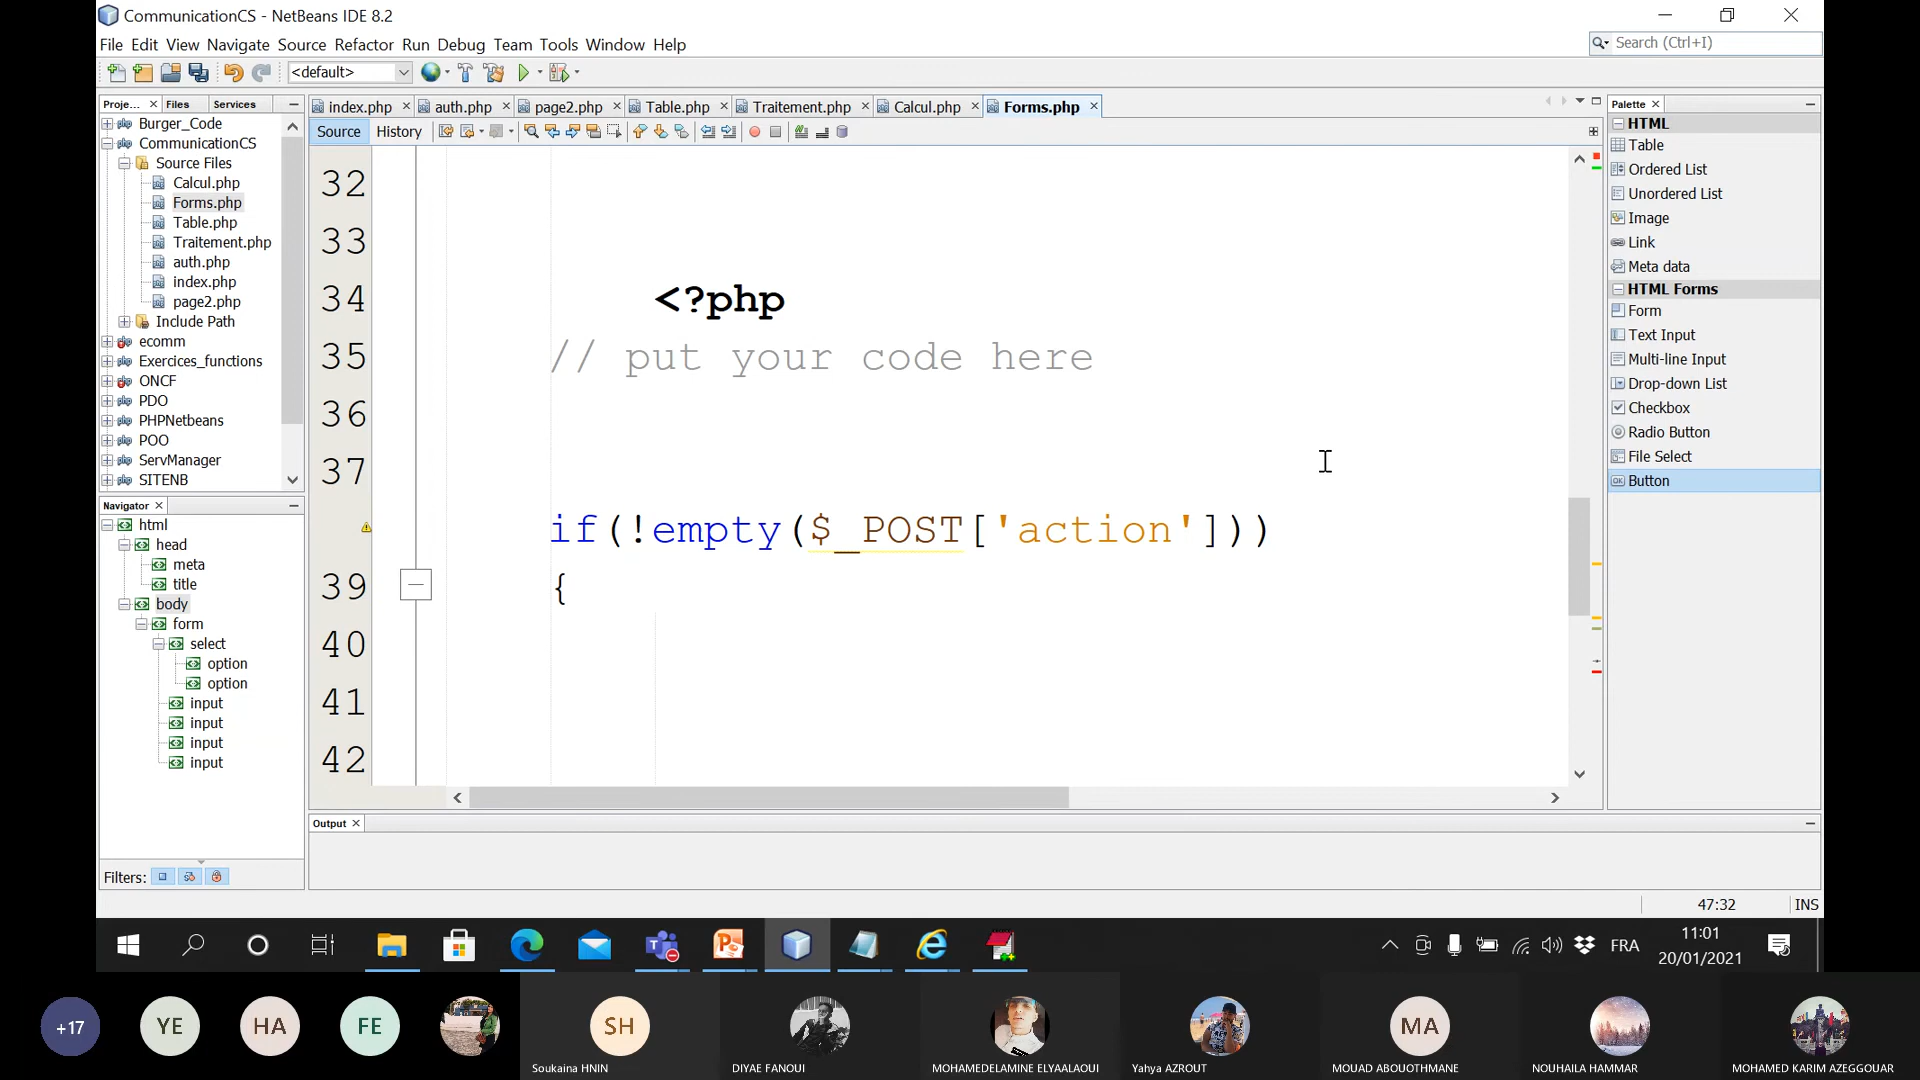 CommunicationCS - NetBeans IDE 8.2
File Edit View Navigate Source Refactor Run Debug Team Tools Window Help
Search (Ctrl+I)
<default>
Proje... Files Services
index.php auth.php page2.php Table.php Traitement.php Calcul.php Forms.php
Palette
Source History
Burger_Code
CommunicationCS
Source Files
Calcul.php
Forms.php
Table.php
Traitement.php
auth.php
index.php
page2.php
Include Path
ecomm
Exercices_functions
ONCF
PDO
PHPNetbeans
POO
ServManager
SITENB
Navigator
html
head
meta
title
body
form
select
option
option
input
input
input
input
Filters:
32
33
34 <?php
35 // put your code here
36
37
if(!empty($_POST['action']))
39 {
40
41
42
HTML
Table
Ordered List
Unordered List
Image
Link
Meta data
HTML Forms
Form
Text Input
Multi-line Input
Drop-down List
Checkbox
Radio Button
File Select
Button
Output
47:32 INS
FRA
11:01
20/01/2021
+17 YE HA FE SH MA
Soukaina HNIN
DIYAE FANOUI
MOHAMEDELAMINE ELYAALAOUI
Yahya AZROUT
MOUAD ABOUOTHMANE
NOUHAILA HAMMAR
MOHAMED KARIM AZEGGOUAR